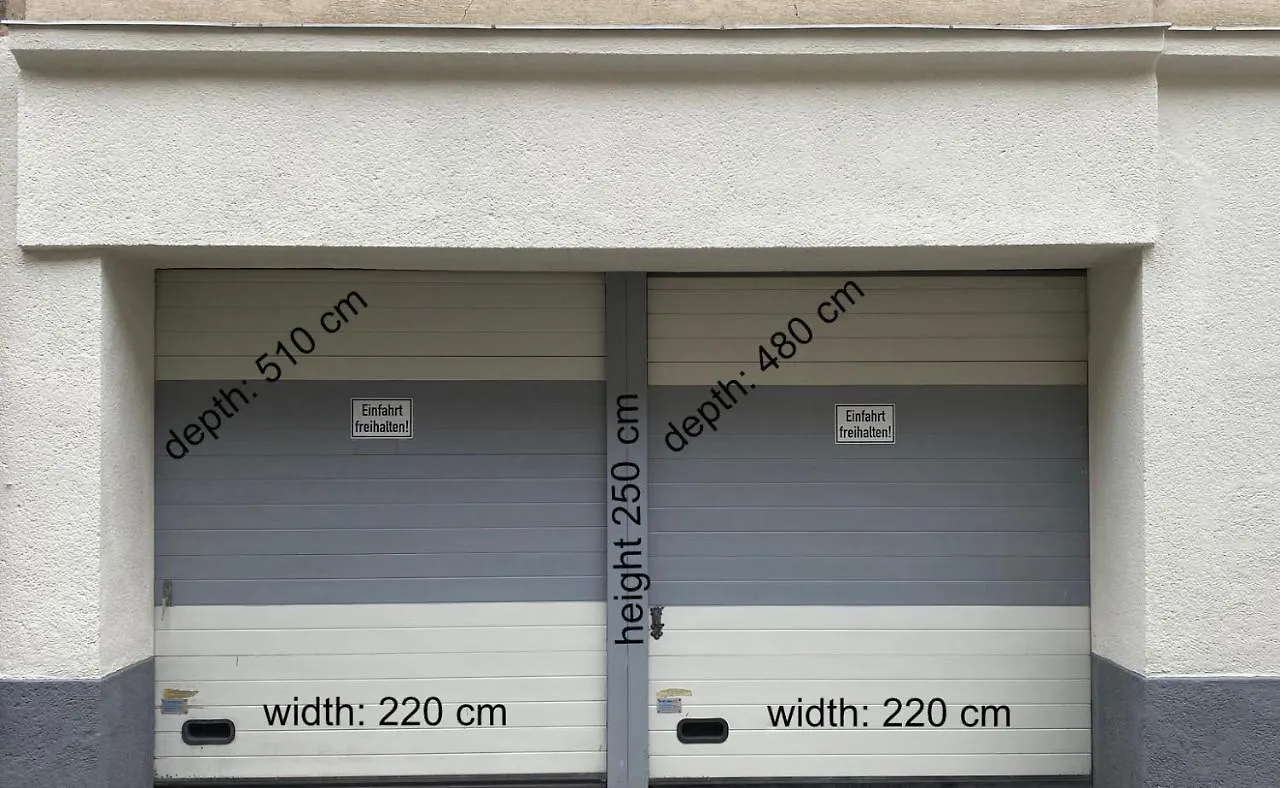 depth: 510 cm
depth: 480 cm
Einfahrt
freihalten!
Einfahrt
freihalten!
height 250 cm
width: 220 cm
width: 220 cm